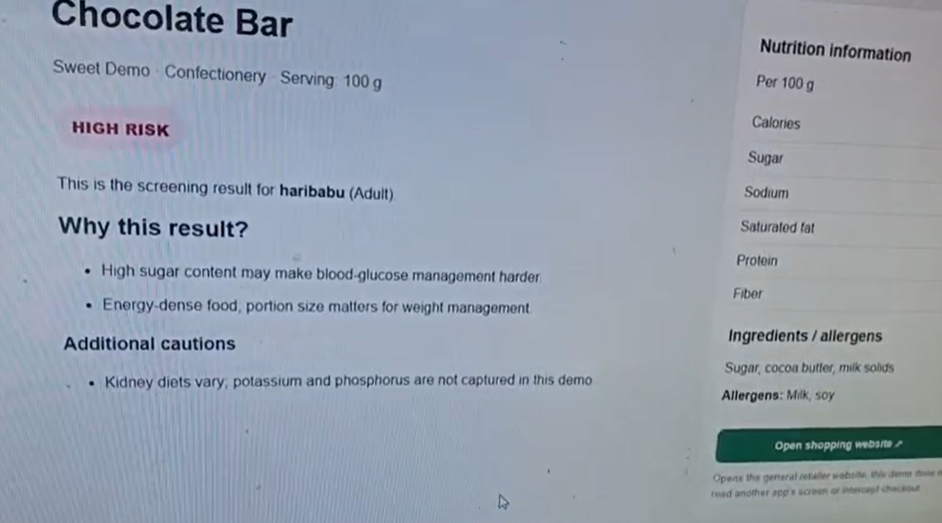 Chocolate Bar
Sweet Demo · Confectionery · Serving: 100 g
HIGH RISK
This is the screening result for haribabu (Adult).
Why this result?
• High sugar content may make blood-glucose management harder.
• Energy-dense food; portion size matters for weight management.
Additional cautions
• Kidney diets vary; potassium and phosphorus are not captured in this demo.
Nutrition information
Per 100 g
Calories
Sugar
Sodium
Saturated fat
Protein
Fiber
Ingredients / allergens
Sugar, cocoa butter, milk solids
Allergens: Milk, soy
Open shopping website ↗
Opens the general retailer website; this demo does
read another app's screen or intercept checkout.